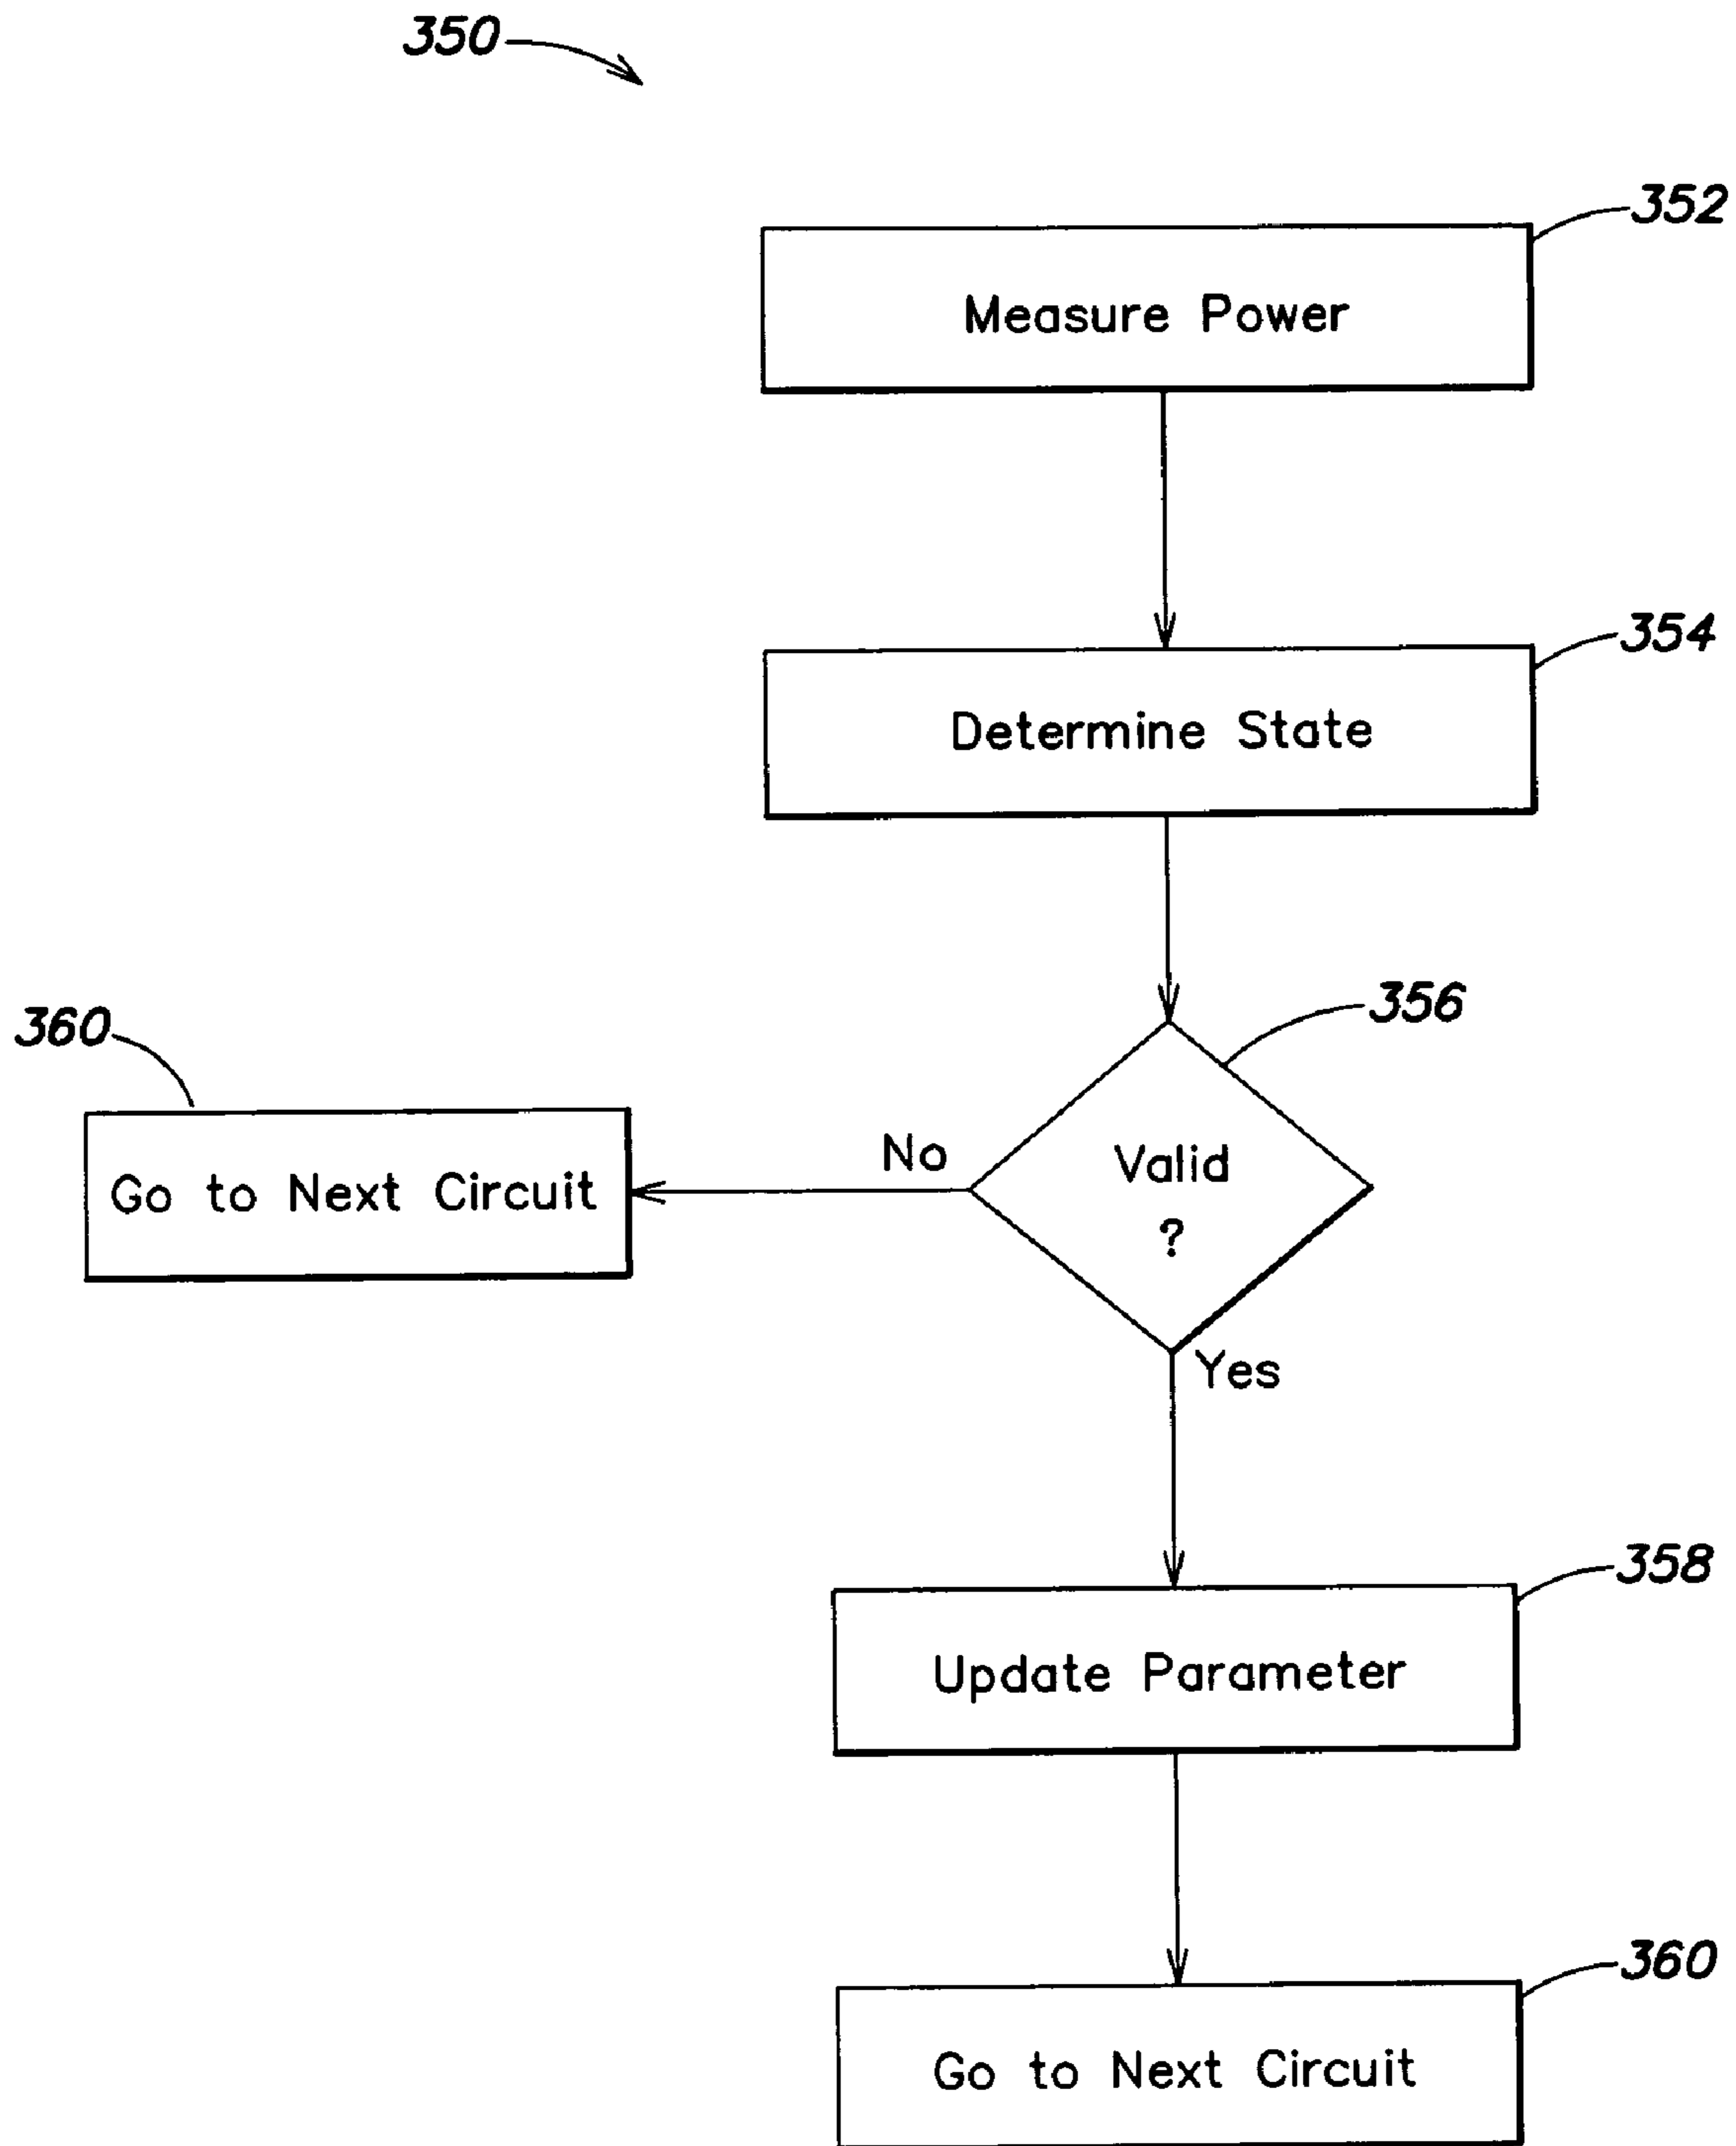 350
352
Measure Power
354
Determine State
356
360
No
Valid
?
Go to Next Circuit
Yes
358
Update Parameter
360
Go to Next Circuit